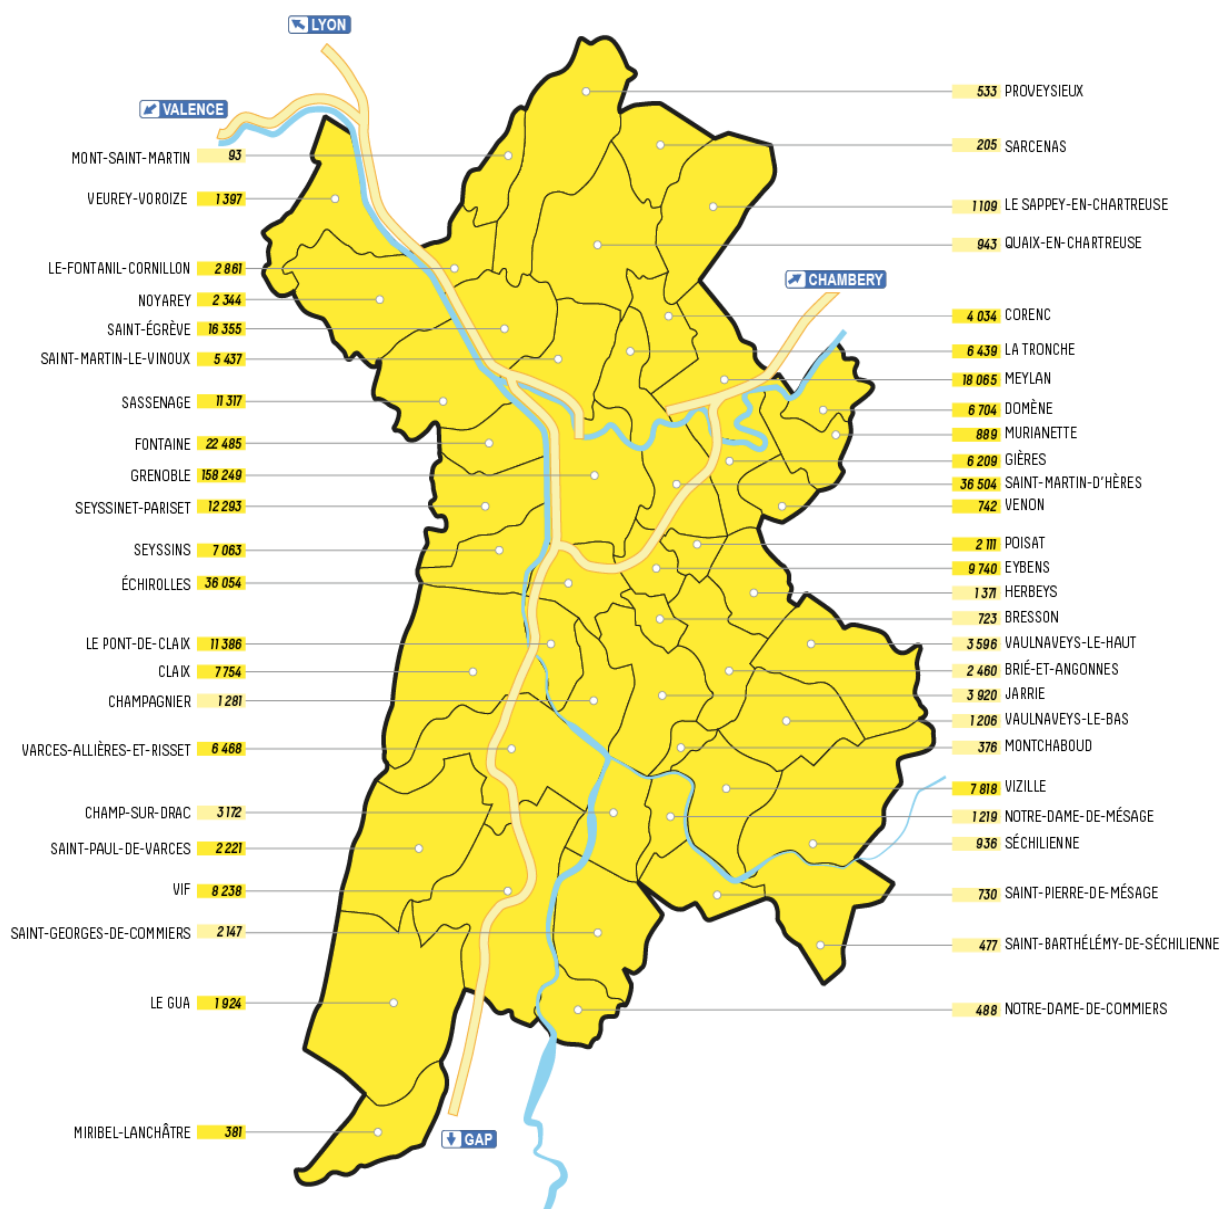 LYON
VALENCE
MONT-SAINT-MARTIN 93
VEUREY-VOROIZE 1 397
LE-FONTANIL-CORNILLON 2 861
NOYAREY 2 344
SAINT-ÉGRÈVE 16 355
SAINT-MARTIN-LE-VINOUX 5 437
SASSENAGE 11 317
FONTAINE 22 485
GRENOBLE 158 249
SEYSSINET-PARISET 12 293
SEYSSINS 7 063
ÉCHIROLLES 36 054
LE PONT-DE-CLAIX 11 386
CLAIX 7754
CHAMPAGNIER 1 281
VARCES-ALLIÈRES-ET-RISSET 6 468
CHAMP-SUR-DRAC 3172
SAINT-PAUL-DE-VARCES 2 221
VIF 8 238
SAINT-GEORGES-DE-COMMIERS 2 147
LE GUA 1 924
MIRIBEL-LANCHÂTRE 381
GAP
533 PROVEYSIEUX
205 SARCENAS
1 109 LE SAPPEY-EN-CHARTREUSE
943 QUAIX-EN-CHARTREUSE
CHAMBERY
4 034 CORENC
6 439 LA TRONCHE
18 065 MEYLAN
6 704 DOMÈNE
889 MURIANETTE
6 209 GIÈRES
36 504 SAINT-MARTIN-D'HÈRES
742 VENON
2 111 POISAT
9 740 EYBENS
1 371 HERBEYS
723 BRESSON
3 596 VAULNAVEYS-LE-HAUT
2 460 BRIÉ-ET-ANGONNES
3 920 JARRIE
1 206 VAULNAVEYS-LE-BAS
376 MONTCHABOUD
7 818 VIZILLE
1 219 NOTRE-DAME-DE-MÉSAGE
936 SÉCHILIENNE
730 SAINT-PIERRE-DE-MÉSAGE
477 SAINT-BARTHÉLÉMY-DE-SÉCHILIENNE
488 NOTRE-DAME-DE-COMMIERS